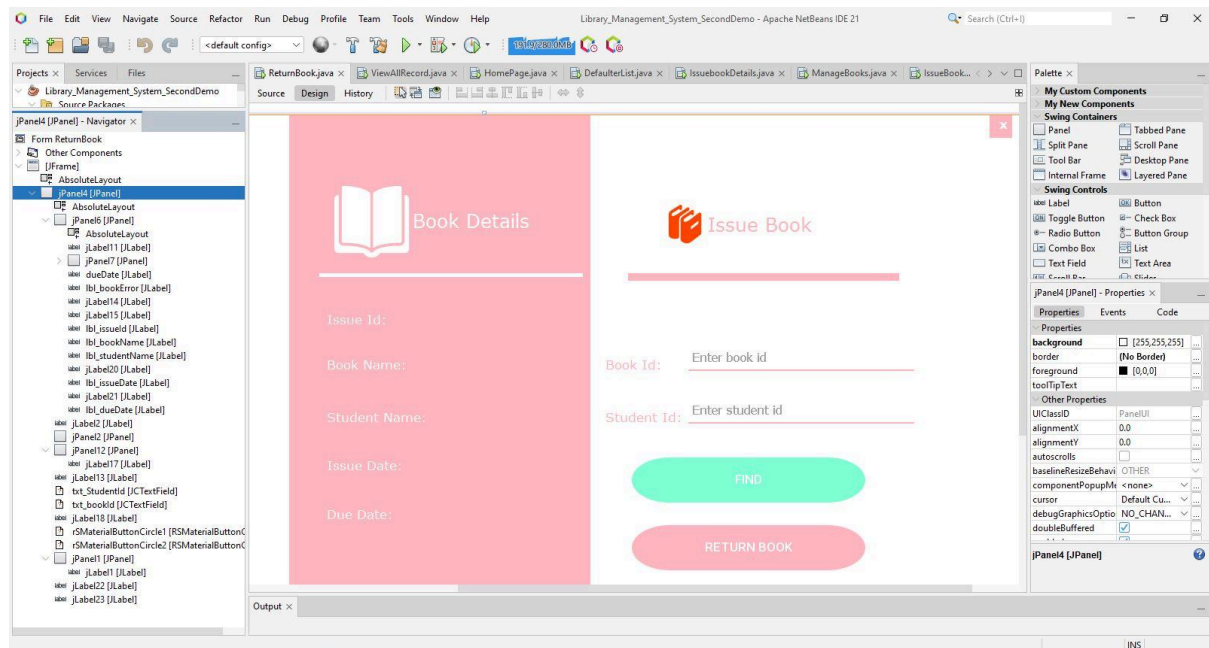 File Edit View Navigate Source Refactor Run Debug Profile Team Tools Window Help Library_Management_System_SecondDemo - Apache NetBeans IDE 21 Search (Ctrl+I)
<default config>
Projects Services Files
Library_Management_System_SecondDemo
Source Packages
jPanel4 [JPanel] - Navigator
Form ReturnBook
Other Components
[JFrame]
AbsoluteLayout
jPanel4 [JPanel]
AbsoluteLayout
jPanel6 [JPanel]
AbsoluteLayout
jLabel11 [JLabel]
jPanel7 [JPanel]
dueDate [JLabel]
lbl_bookError [JLabel]
jLabel14 [JLabel]
jLabel15 [JLabel]
lbl_issueId [JLabel]
lbl_bookName [JLabel]
lbl_studentName [JLabel]
jLabel20 [JLabel]
lbl_issueDate [JLabel]
jLabel21 [JLabel]
lbl_dueDate [JLabel]
jLabel2 [JLabel]
jPanel2 [JPanel]
jPanel12 [JPanel]
jLabel17 [JLabel]
jLabel13 [JLabel]
txt_StudentId [JCTextField]
txt_bookId [JCTextField]
jLabel18 [JLabel]
rSMaterialButtonCircle1 [RSMaterialButtonC
rSMaterialButtonCircle2 [RSMaterialButtonC
jPanel1 [JPanel]
jLabel1 [JLabel]
jLabel22 [JLabel]
jLabel23 [JLabel]
ReturnBook.java ViewAllRecord.java HomePage.java DefaulterList.java IssuebookDetails.java ManageBooks.java IssueBook...
Source Design History
x
Book Details
Issue Id:
Book Name:
Student Name:
Issue Date:
Due Date:
Issue Book
Book Id: Enter book id
Student Id: Enter student id
FIND
RETURN BOOK
Output
Palette
My Custom Components
My New Components
Swing Containers
Panel Tabbed Pane
Split Pane Scroll Pane
Tool Bar Desktop Pane
Internal Frame Layered Pane
Swing Controls
label Label OK Button
Toggle Button Check Box
Radio Button Button Group
Combo Box List
Text Field Text Area
Scroll Bar Slider
jPanel4 [JPanel] - Properties
Properties Events Code
Properties
background [255,255,255] ...
border (No Border) ...
foreground [0,0,0] ...
toolTipText ...
Other Properties
UIClassID PanelUI ...
alignmentX 0.0 ...
alignmentY 0.0 ...
autoscrolls ...
baselineResizeBehavi OTHER
componentPopupMe <none> ...
cursor Default Cu... ...
debugGraphicsOptio NO_CHAN... ...
doubleBuffered ...
jPanel4 [JPanel]
INS